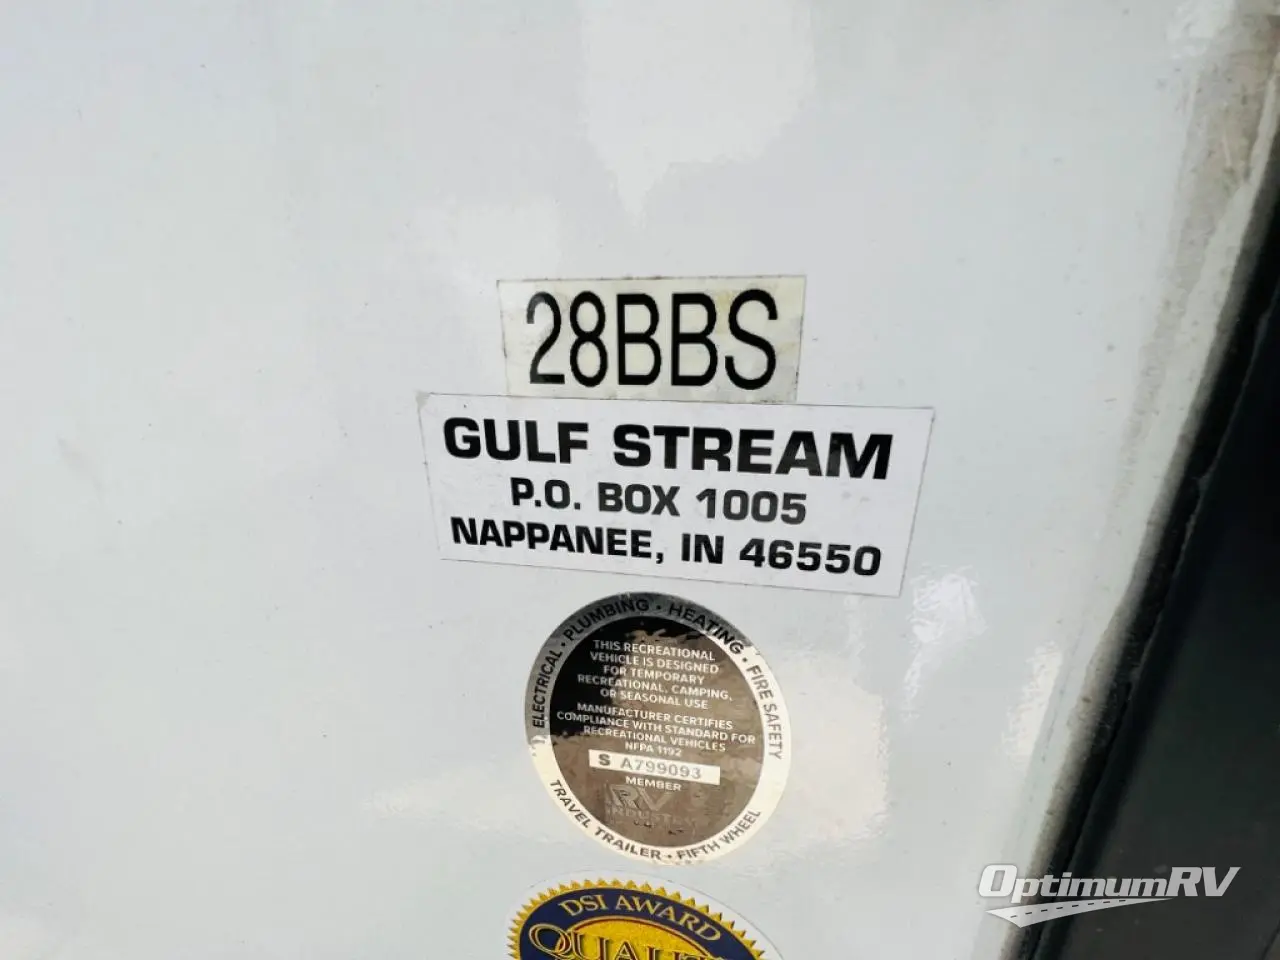 28BBS
GULF STREAM
P.O. BOX 1005
NAPPANEE, IN 46550
ELECTRICAL • PLUMBING • HEATING • FIRE SAFETY
THIS RECREATIONAL
VEHICLE IS DESIGNED
FOR TEMPORARY
RECREATIONAL, CAMPING,
OR SEASONAL USE
MANUFACTURER CERTIFIES
COMPLIANCE WITH STANDARD FOR
RECREATIONAL VEHICLES
NFPA 1192
S A799093
MEMBER
RV
INDUSTRY
TRAVEL TRAILER • FIFTH WHEEL
DSI AWARD
OptimumRV